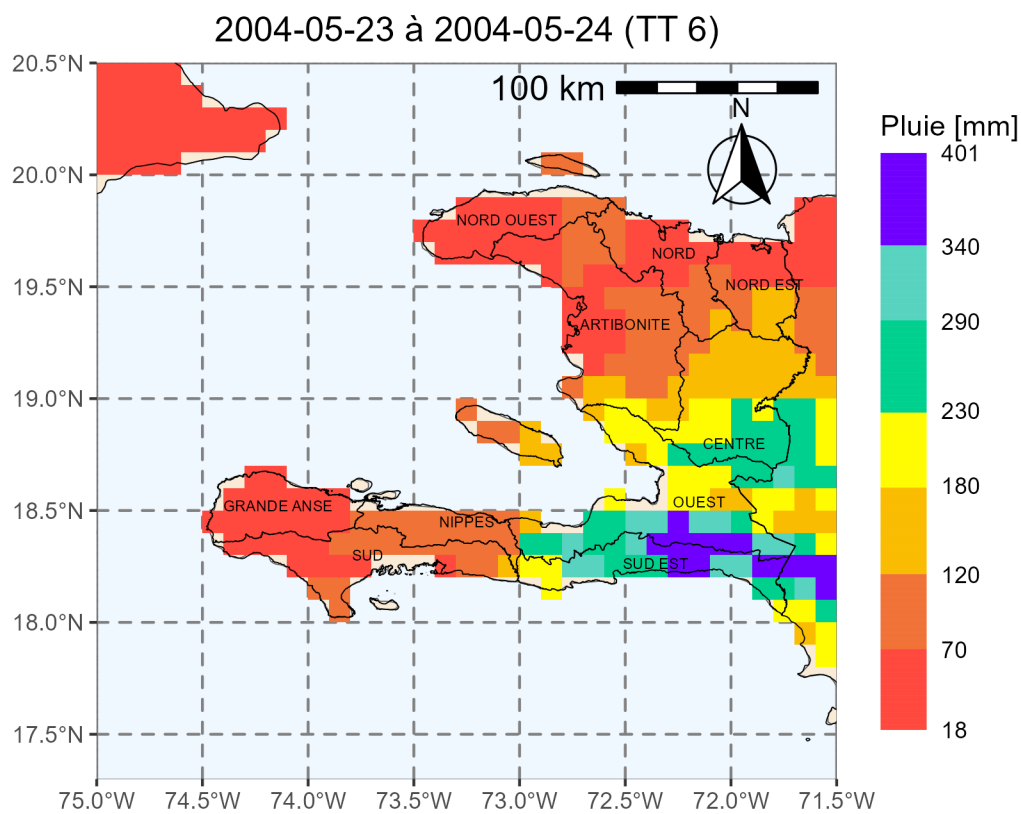 2004-05-23 à 2004-05-24 (TT 6)
20.5°N
20.0°N
19.5°N
19.0°N
18.5°N
18.0°N
17.5°N
100 km
N
NORD OUEST
NORD
NORD EST
ARTIBONITE
CENTRE
OUEST
GRANDE ANSE
NIPPES
SUD
SUD EST
75.0°W
74.5°W
74.0°W
73.5°W
73.0°W
72.5°W
72.0°W
71.5°W
Pluie [mm]
401
340
290
230
180
120
70
18